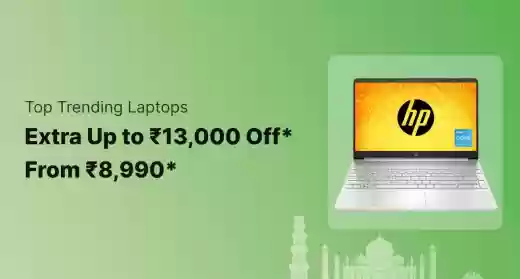 Top Trending Laptops
Extra Up to ₹13,000 Off*
From ₹8,990*
hp